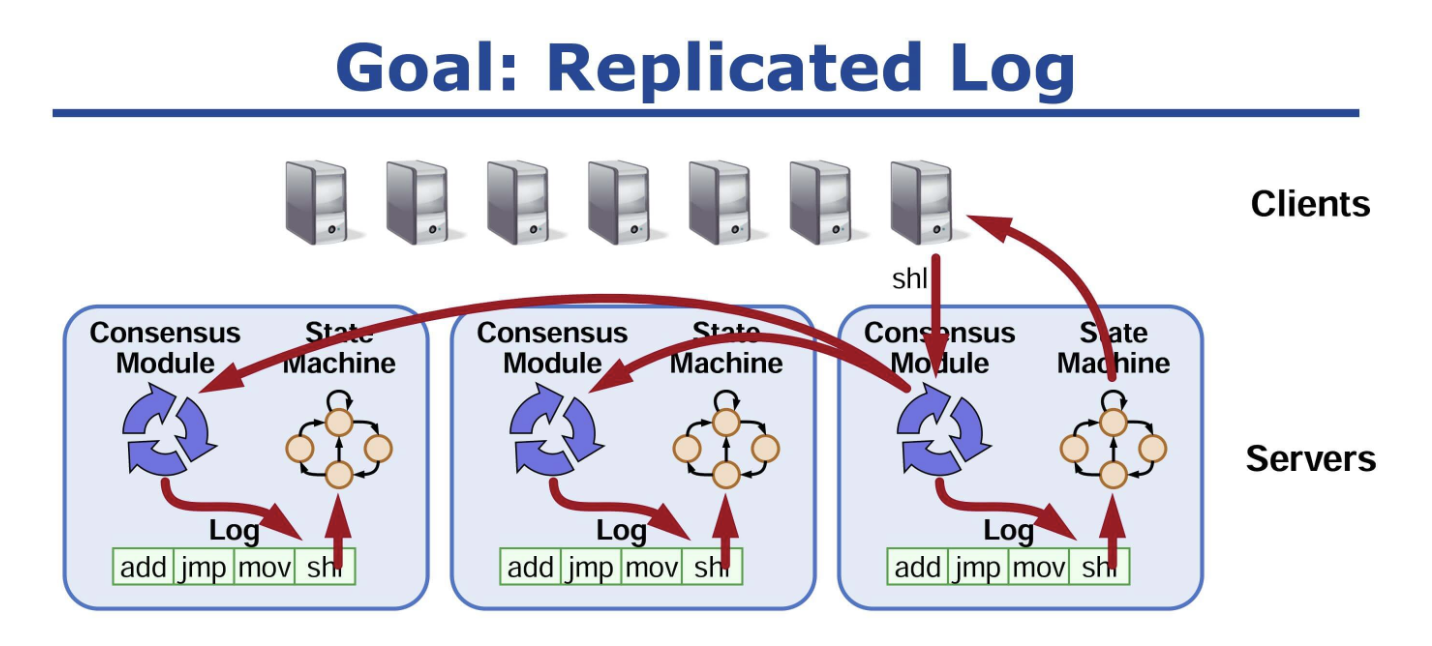 Goal: Replicated Log
Clients
shl
Consensus Module
State Machine
Log
add jmp mov shl
Consensus Module
State Machine
Log
add jmp mov shl
Consensus Module
State Machine
Log
add jmp mov shl
Servers